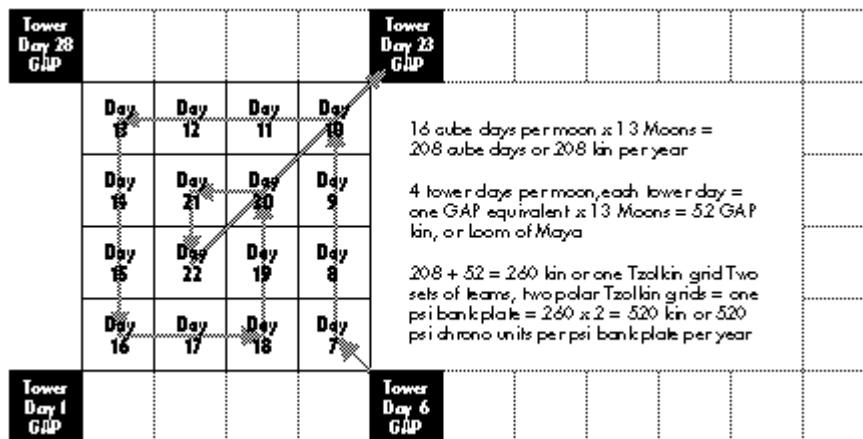 Tower
Day 28
GAP
Tower
Day 23
GAP
Day
13
Day
12
Day
11
Day
10
Day
14
Day
21
Day
20
Day
9
Day
15
Day
22
Day
19
Day
8
Day
16
Day
17
Day
18
Day
7
16 cube days per moon x 13 Moons =
208 cube days or 208 kin per year
4 tower days per moon, each tower day =
one GAP equivalent x 13 Moons = 52 GAP
kin, or Loom of Maya
208 + 52 = 260 kin or one Tzolkin grid Two
sets of teams, two polar Tzolkin grids = one
psi bank plate = 260 x 2 = 520 kin or 520
psi chrono units per psi bank plate per year
Tower
Day 1
GAP
Tower
Day 6
GAP